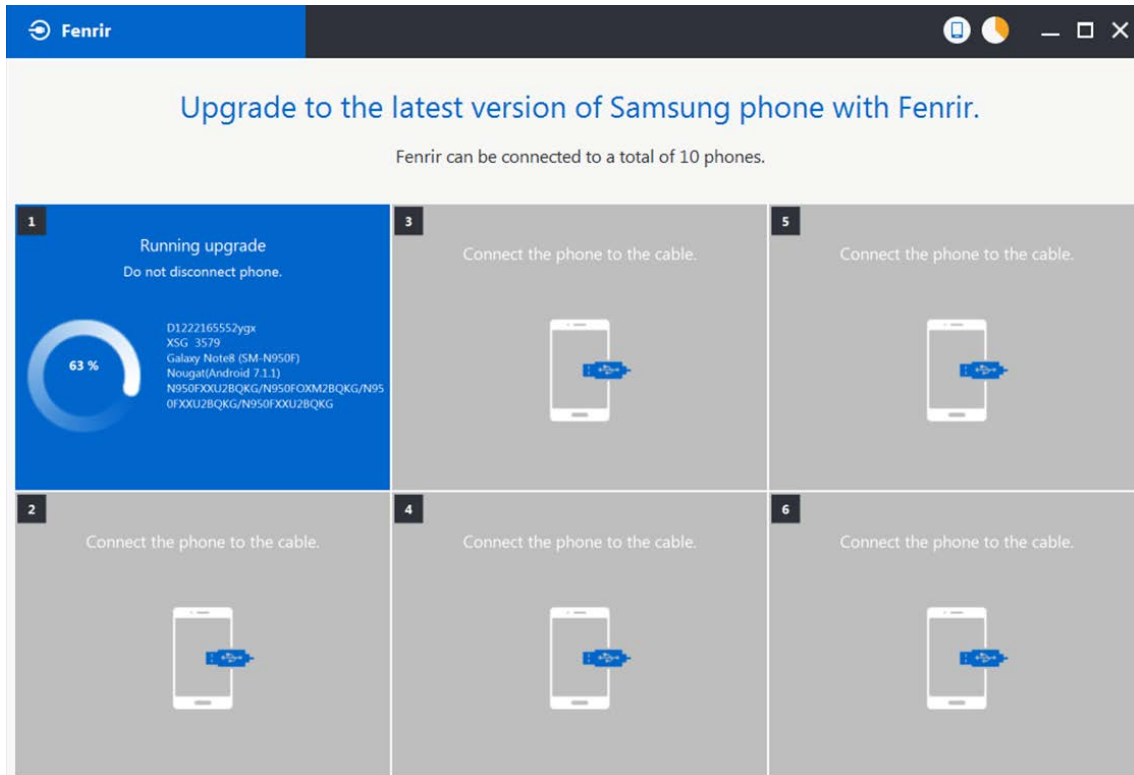 Fenrir
Upgrade to the latest version of Samsung phone with Fenrir.
Fenrir can be connected to a total of 10 phones.
1
Running upgrade
Do not disconnect phone.
63 %
D1222165552ygx
XSG 3579
Galaxy Note8 (SM-N950F)
Nougat(Android 7.1.1)
N950FXXU2BQKG/N950FOXM2BQKG/N95
0FXXU2BQKG/N950FXXU2BQKG
3
Connect the phone to the cable.
5
Connect the phone to the cable.
2
Connect the phone to the cable.
4
Connect the phone to the cable.
6
Connect the phone to the cable.